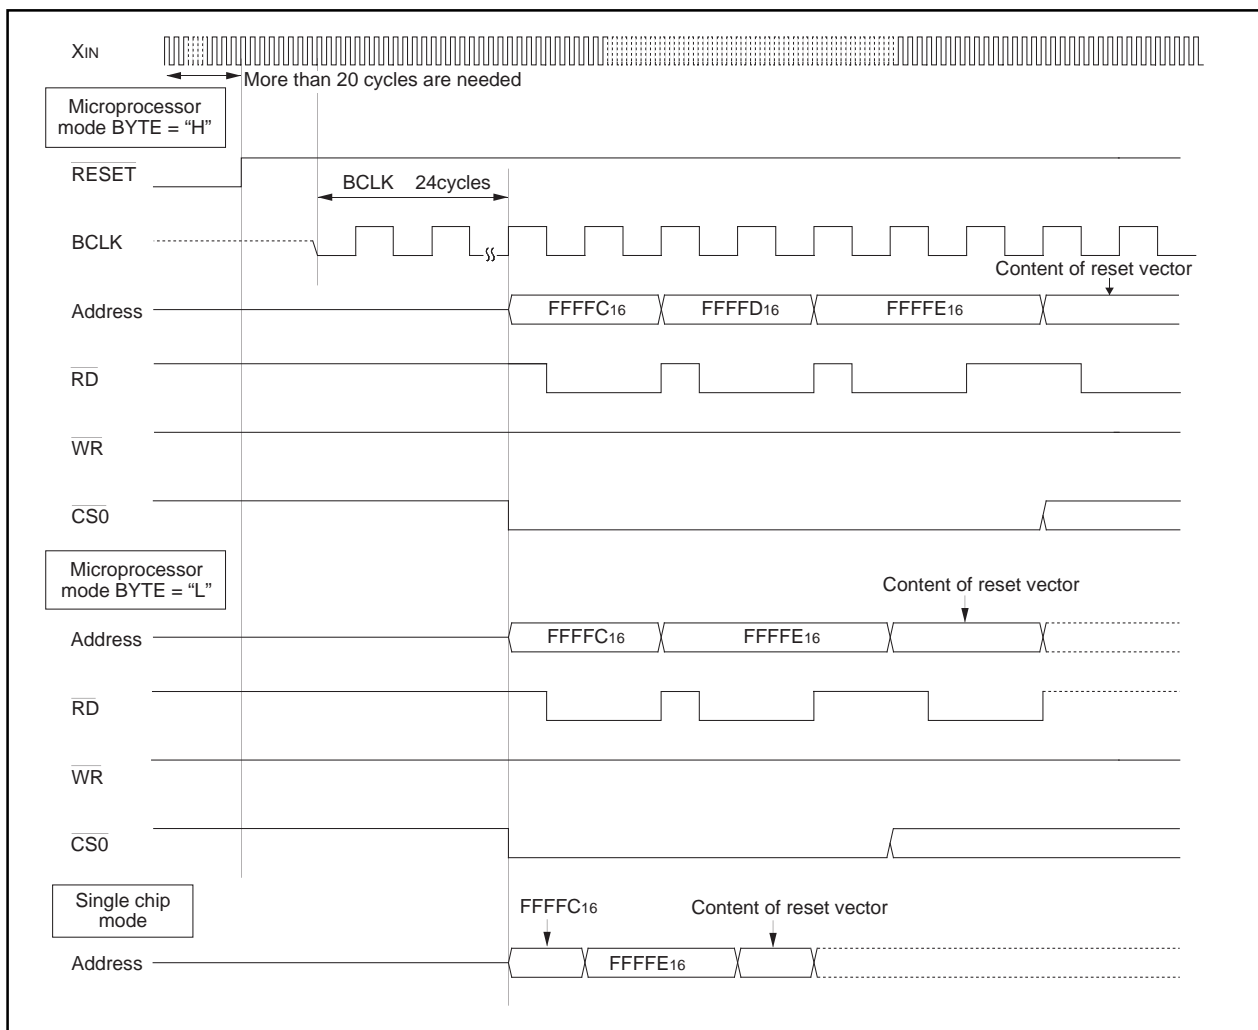 XIN
More than 20 cycles are needed
Microprocessor
mode BYTE = “H”
RESET
BCLK 24cycles
BCLK
Content of reset vector
Address FFFFC16 FFFFD16 FFFFE16
RD
WR
CS0
Microprocessor
mode BYTE = “L”
Content of reset vector
Address FFFFC16 FFFFE16
RD
WR
CS0
Single chip
mode
FFFFC16 Content of reset vector
Address FFFFE16